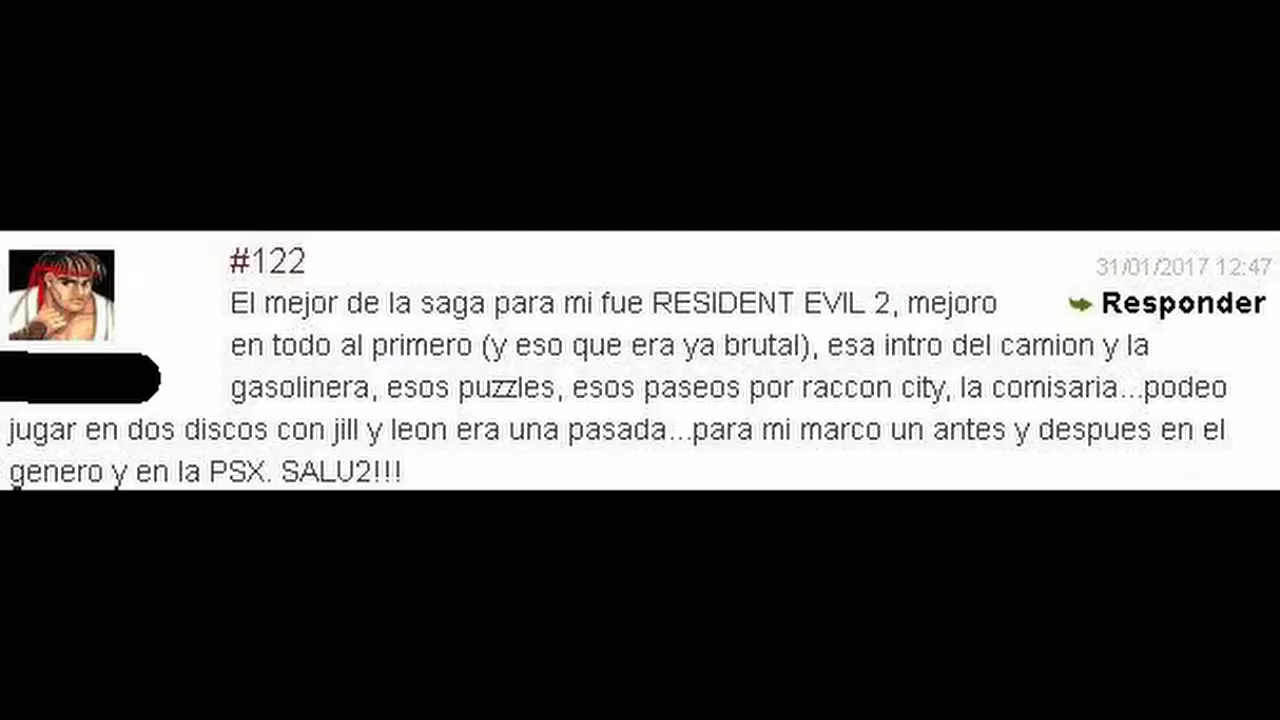 #122
31/01/2017 12:47
El mejor de la saga para mi fue RESIDENT EVIL 2, mejoro
Responder
en todo al primero (y eso que era ya brutal), esa intro del camion y la
gasolinera, esos puzzles, esos paseos por raccon city, la comisaria...podeo
jugar en dos discos con jill y leon era una pasada...para mi marco un antes y despues en el
genero y en la PSX. SALU2!!!